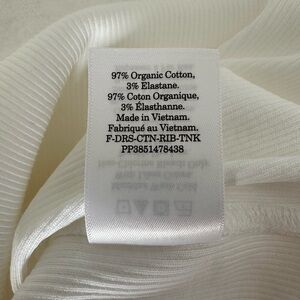 97% Organic Cotton,
3% Elastane.
97% Coton Organique,
3% Élasthanne.
Made in Vietnam.
Fabriqué au Vietnam.
F-DRS-CTN-RIB-TNK
PP3851478438